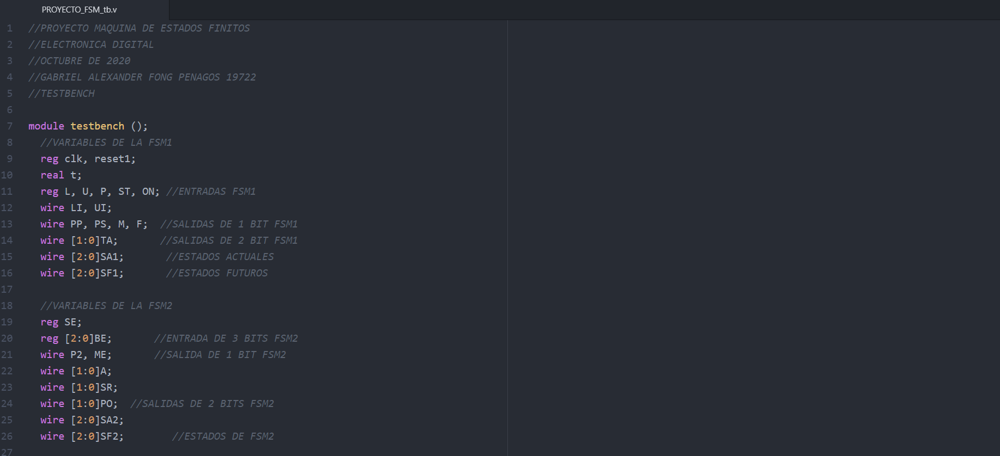 PROYECTO_FSM_tb.v
1 //PROYECTO MAQUINA DE ESTADOS FINITOS
2 //ELECTRONICA DIGITAL
3 //OCTUBRE DE 2020
4 //GABRIEL ALEXANDER FONG PENAGOS 19722
5 //TESTBENCH
6
7 module testbench ();
8 //VARIABLES DE LA FSM1
9 reg clk, reset1;
10 real t;
11 reg L, U, P, ST, ON; //ENTRADAS FSM1
12 wire LI, UI;
13 wire PP, PS, M, F; //SALIDAS DE 1 BIT FSM1
14 wire [1:0]TA; //SALIDAS DE 2 BIT FSM1
15 wire [2:0]SA1; //ESTADOS ACTUALES
16 wire [2:0]SF1; //ESTADOS FUTUROS
17
18 //VARIABLES DE LA FSM2
19 reg SE;
20 reg [2:0]BE; //ENTRADA DE 3 BITS FSM2
21 wire P2, ME; //SALIDA DE 1 BIT FSM2
22 wire [1:0]A;
23 wire [1:0]SR;
24 wire [1:0]PO; //SALIDAS DE 2 BITS FSM2
25 wire [2:0]SA2;
26 wire [2:0]SF2; //ESTADOS DE FSM2
27